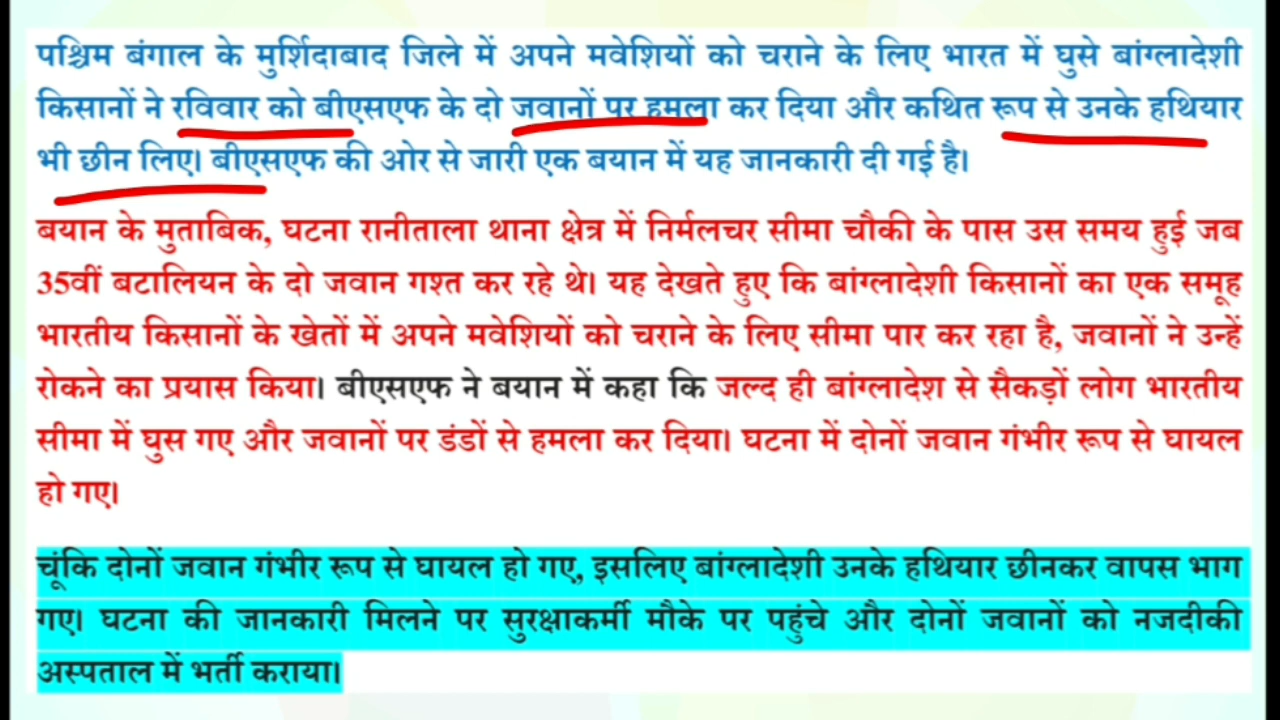 पश्चिम बंगाल के मुर्शिदाबाद जिले में अपने मवेशियों को चराने के लिए भारत में घुसे बांग्लादेशी
किसानों ने रविवार को बीएसएफ के दो जवानों पर हमला कर दिया और कथित रूप से उनके हथियार
भी छीन लिए। बीएसएफ की ओर से जारी एक बयान में यह जानकारी दी गई है।
बयान के मुताबिक, घटना रानीताला थाना क्षेत्र में निर्मलचर सीमा चौकी के पास उस समय हुई जब
35वीं बटालियन के दो जवान गश्त कर रहे थे। यह देखते हुए कि बांग्लादेशी किसानों का एक समूह
भारतीय किसानों के खेतों में अपने मवेशियों को चराने के लिए सीमा पार कर रहा है, जवानों ने उन्हें
रोकने का प्रयास किया। बीएसएफ ने बयान में कहा कि जल्द ही बांग्लादेश से सैकड़ों लोग भारतीय
सीमा में घुस गए और जवानों पर डंडों से हमला कर दिया। घटना में दोनों जवान गंभीर रूप से घायल
हो गए।
चूंकि दोनों जवान गंभीर रूप से घायल हो गए, इसलिए बांग्लादेशी उनके हथियार छीनकर वापस भाग
गए। घटना की जानकारी मिलने पर सुरक्षाकर्मी मौके पर पहुंचे और दोनों जवानों को नजदीकी
अस्पताल में भर्ती कराया।